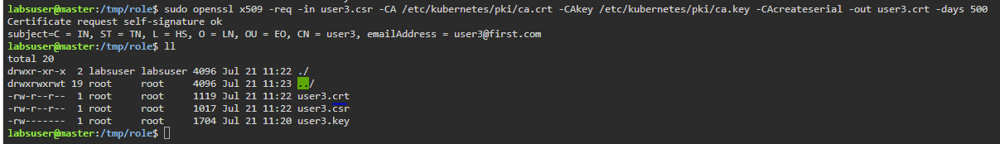 labsuser@master:/tmp/role$ sudo openssl x509 -req -in user3.csr -CA /etc/kubernetes/pki/ca.crt -CAkey /etc/kubernetes/pki/ca.key -CAcreateserial -out user3.crt -days 500
Certificate request self-signature ok
subject=C = IN, ST = TN, L = HS, O = LN, OU = EO, CN = user3, emailAddress = user3@first.com
labsuser@master:/tmp/role$ ll
total 20
drwxr-xr-x  2 labsuser labsuser 4096 Jul 21 11:22 ./
drwxrwxrwt 19 root     root     4096 Jul 21 11:23 ../
-rw-r--r--  1 root     root     1119 Jul 21 11:22 user3.crt
-rw-r--r--  1 root     root     1017 Jul 21 11:22 user3.csr
-rw-------  1 root     root     1704 Jul 21 11:20 user3.key
labsuser@master:/tmp/role$